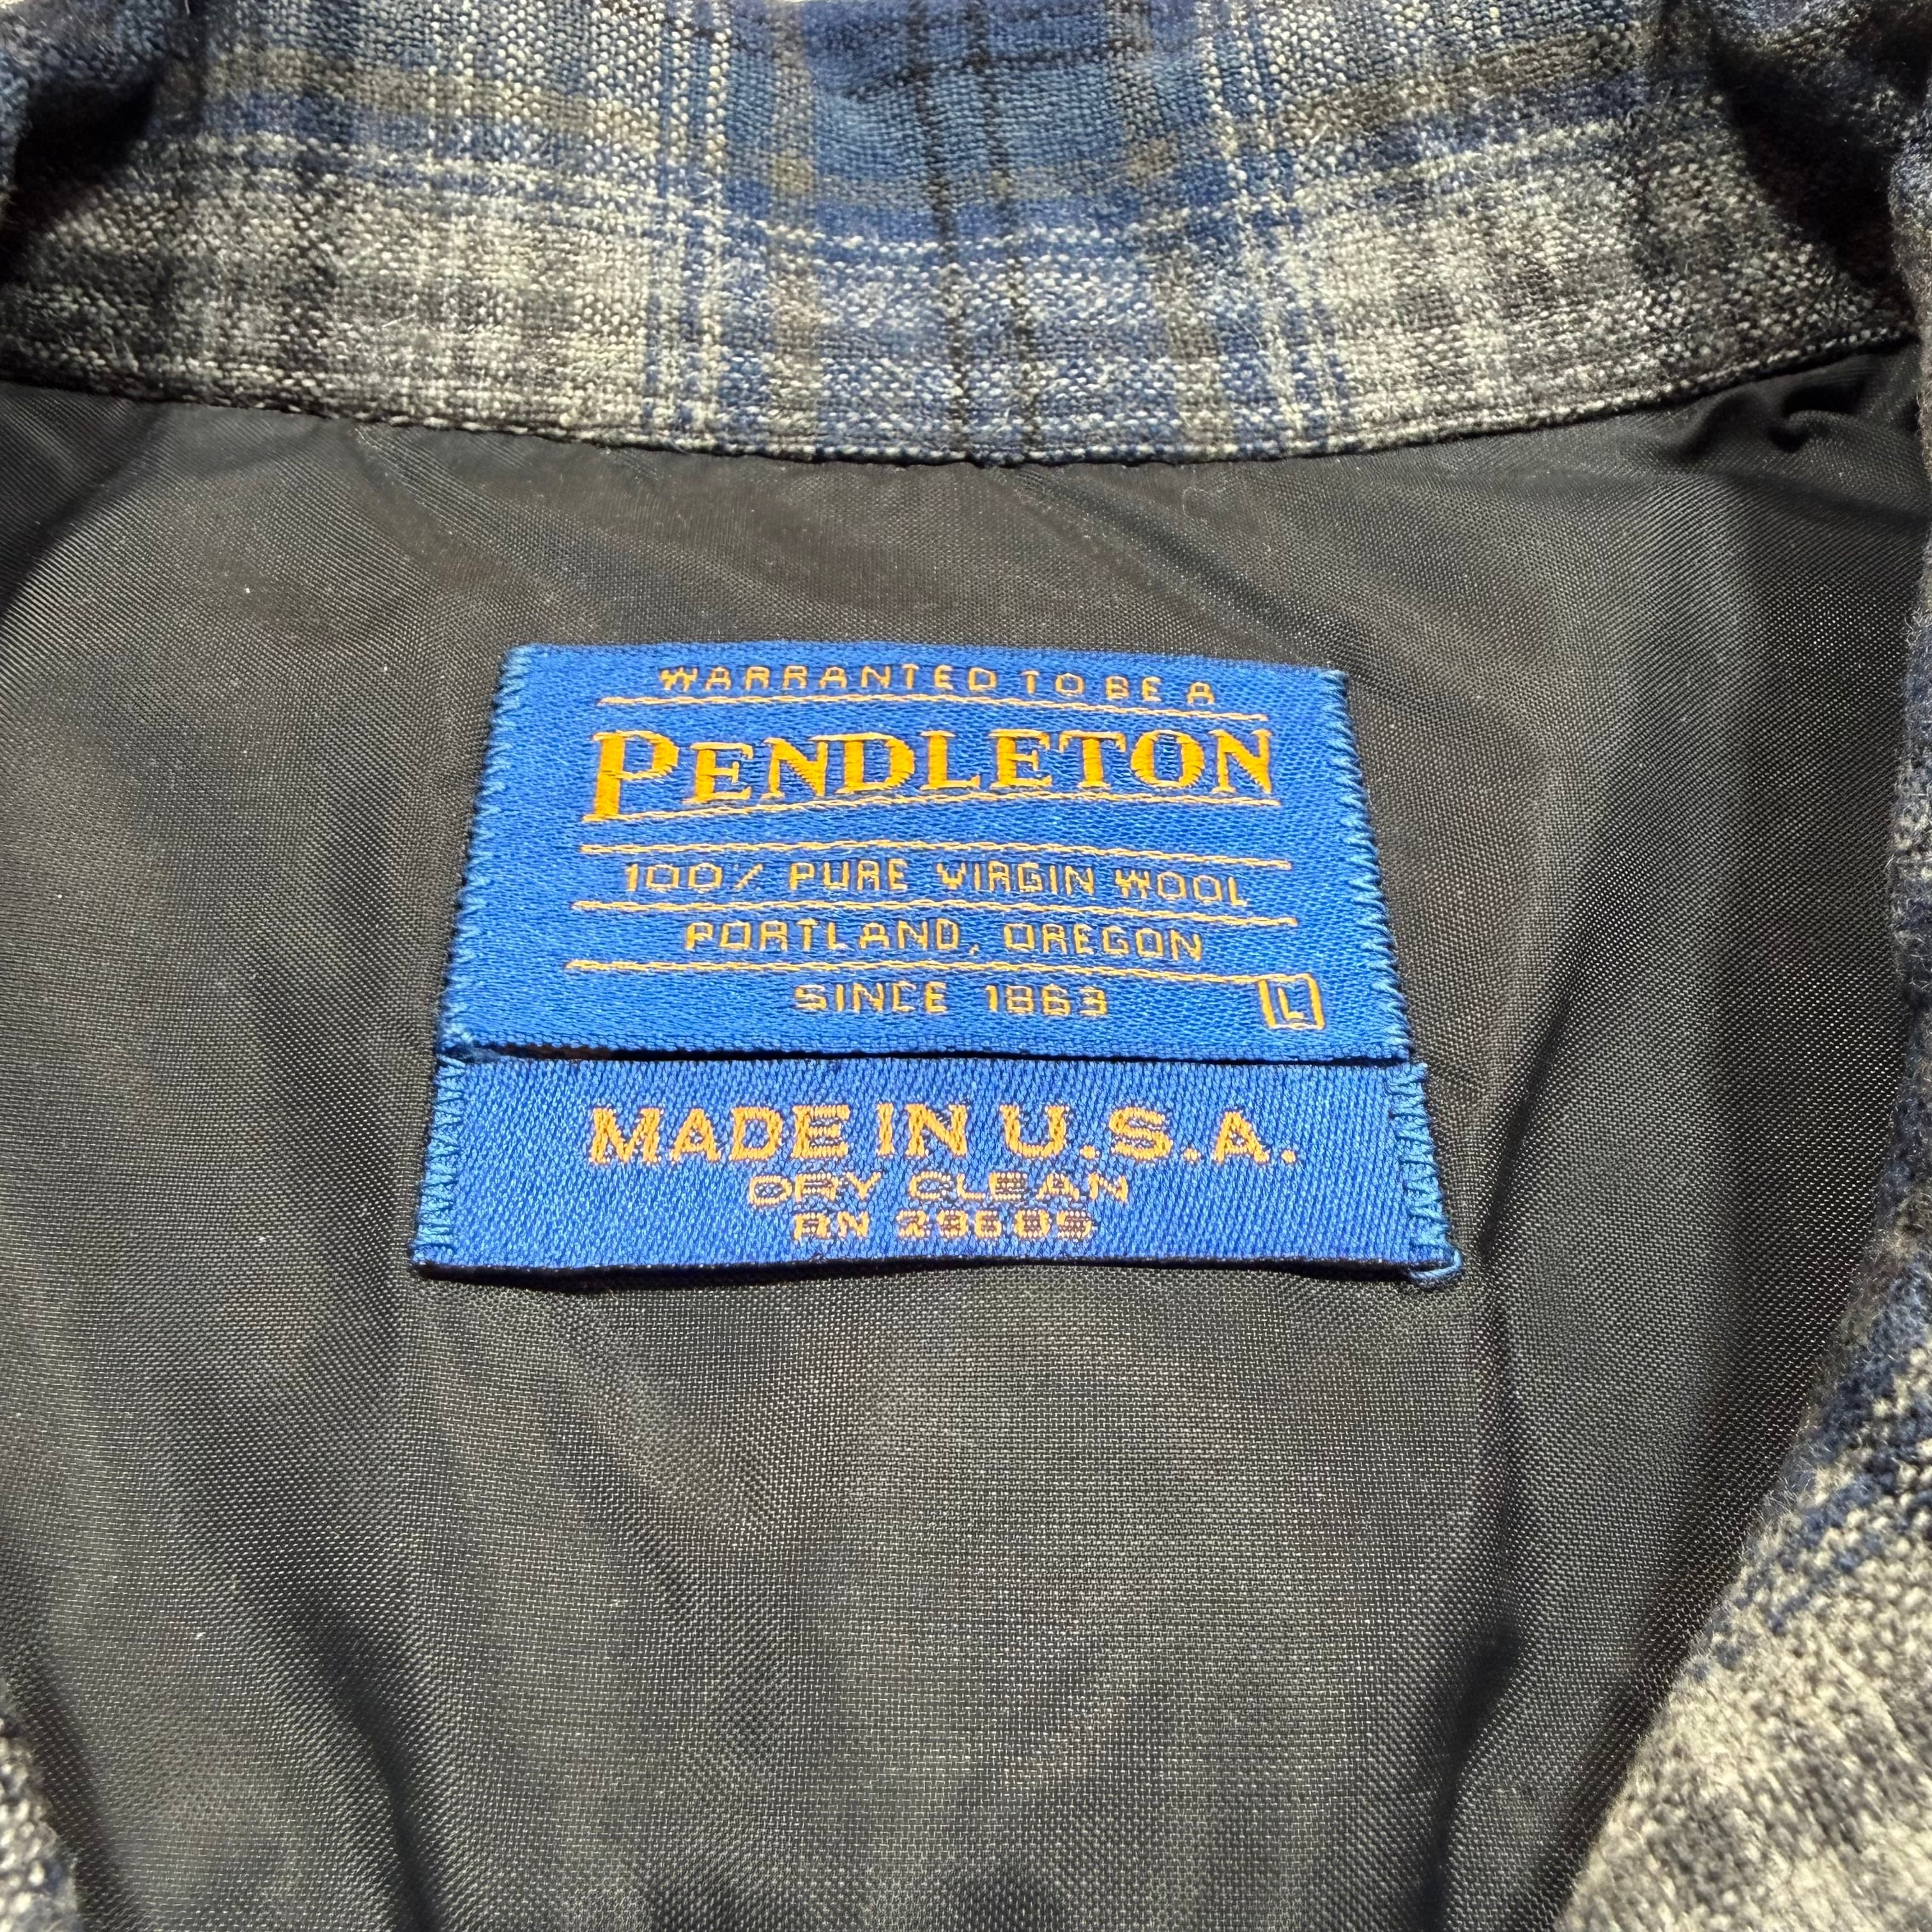 WARRANTED TO BE A
PENDLETON
100% PURE VIRGIN WOOL
PORTLAND, OREGON
SINCE 1863 L
MADE IN U.S.A.
DRY CLEAN
RN 29685